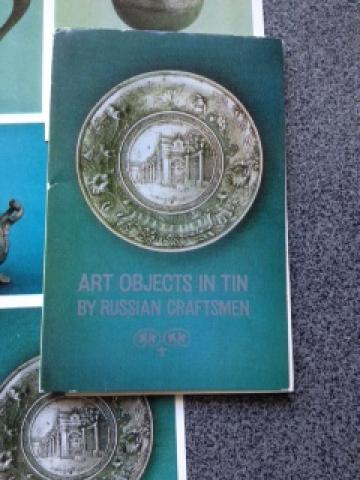 ART OBJECTS IN TIN
BY RUSSIAN CRAFTSMEN